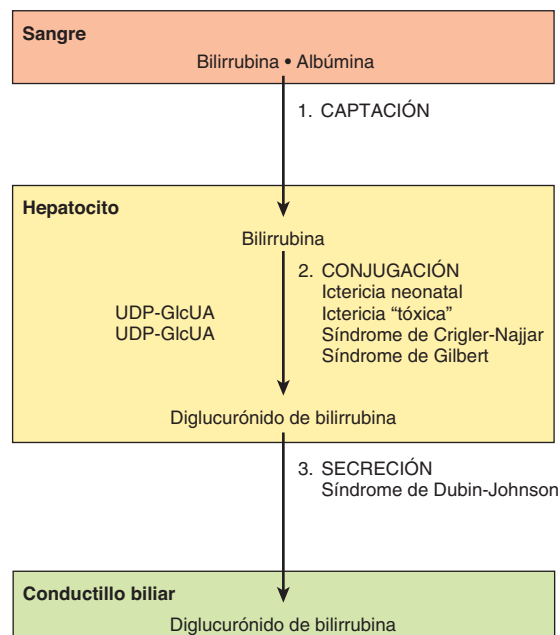 Sangre
Bilirrubina • Albúmina
1. CAPTACIÓN
Hepatocito
Bilirrubina
2. CONJUGACIÓN
Ictericia neonatal
Ictericia “tóxica”
Síndrome de Crigler-Najjar
Síndrome de Gilbert
UDP-GlcUA
UDP-GlcUA
Diglucurónido de bilirrubina
3. SECRECIÓN
Síndrome de Dubin-Johnson
Conductillo biliar
Diglucurónido de bilirrubina